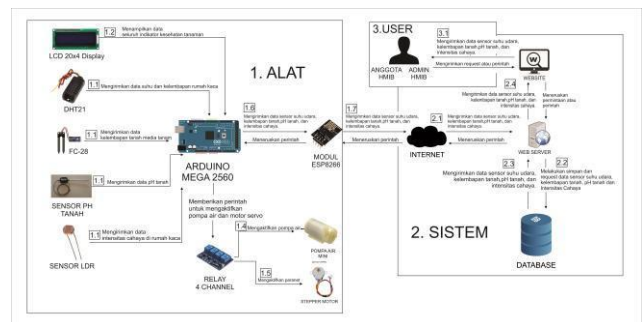 1.2
Menampilkan data
seluruh indikator kesehatan tanaman
LCD 20x4 Display
1.1
Mengirimkan data suhu dan kelembapan rumah kaca
DHT21
1.1
Mengirimkan data
kelembapan tanah media tanam
FC-28
1.1
Mengirimkan data pH tanah
SENSOR PH
TANAH
1.1
Mengirimkan data
intensitas cahaya di rumah kaca
SENSOR LDR
1. ALAT
ARDUINO
MEGA 2560
Memberikan perintah
untuk mengaktifkan
pompa air dan motor servo
RELAY
4 CHANNEL
1.4
Mengaktifkan pompa air
POMPA AIR
MINI
1.5
STEPPER MOTOR
1.6
Mengirimkan data sensor suhu udara,
kelembapan tanah,pH tanah, dan
intensitas cahaya.
Meneruskan perintah
MODUL
ESP8266
1.7
Mengirimkan data sensor suhu udara,
kelembapan tanah,pH tanah, dan
intensitas cahaya.
Meneruskan perintah
INTERNET
2.1
Mengirimkan data sensor suhu udara,
kelembapan tanah,pH tanah, dan
intensitas cahaya.
Meneruskan perintah
WEB SERVER
3.USER
ANGGOTA
HMIB
ADMIN
HMIB
3.1
Mengirimkan data sensor suhu udara,
kelembapan tanah,pH tanah, dan
intensitas cahaya
Mengirimkan request atau perintah
W
WEBSITE
2.4
Mengirimkan data sensor suhu udara,
kelembapan tanah,pH tanah, dan
intensitas cahaya.
Meneruskan
permintaan atau
perintah
2.3
Mengirimkan data sensor suhu udara,
kelembapan tanah,pH tanah, dan
intensitas cahaya.
2.2
Melakukan simpan dan
request data sensor suhu udara,
kelembapan tanah, pH tanah dan
Intensitas Cahaya
2. SISTEM
DATABASE